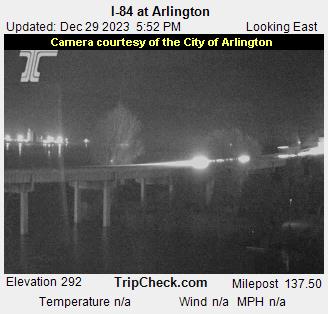 I-84 at Arlington
Updated: Dec 29 2023 5:52 PM Looking East
Camera courtesy of the City of Arlington
Elevation 292 TripCheck.com Milepost 137.50
Temperature n/a Wind n/a MPH n/a